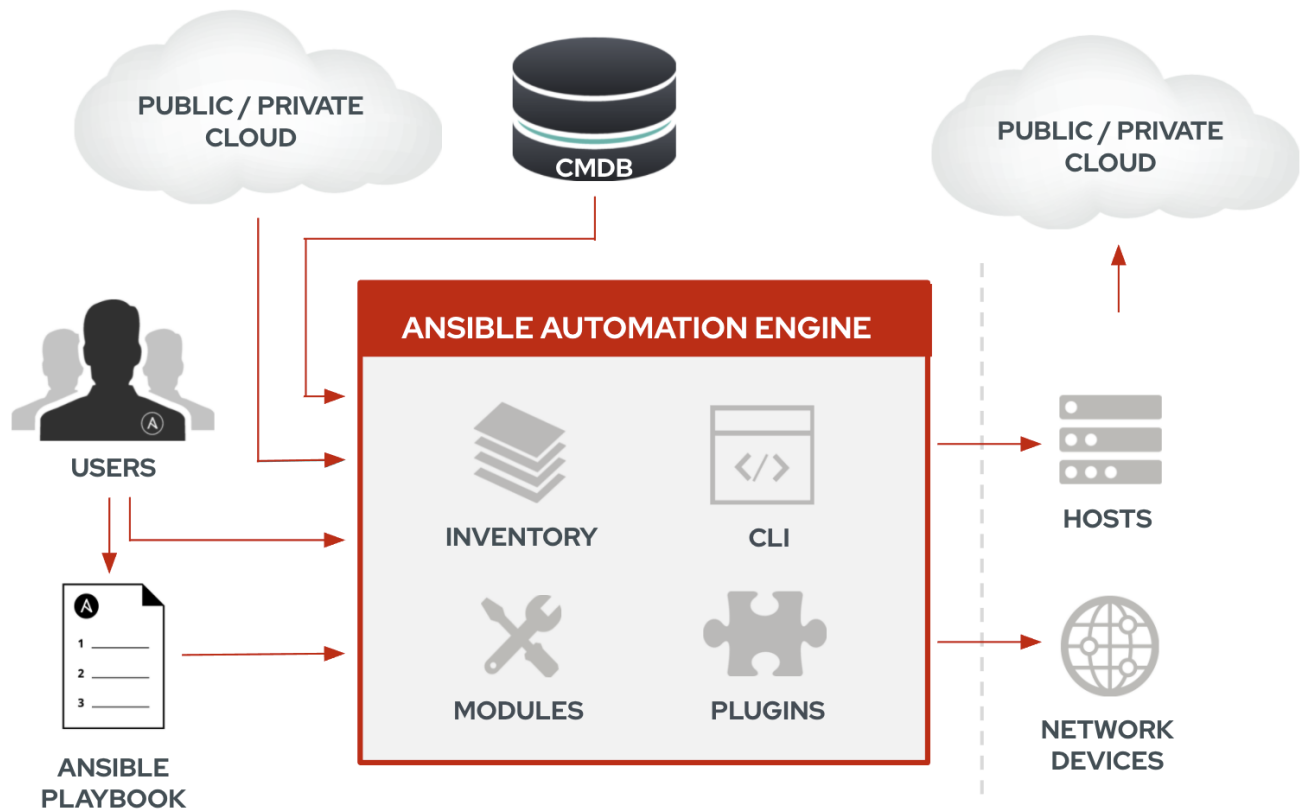 PUBLIC / PRIVATE
CLOUD
CMDB
PUBLIC / PRIVATE
CLOUD
ANSIBLE AUTOMATION ENGINE
USERS
INVENTORY
CLI
</>
HOSTS
1
2
3
MODULES
PLUGINS
NETWORK
DEVICES
ANSIBLE
PLAYBOOK